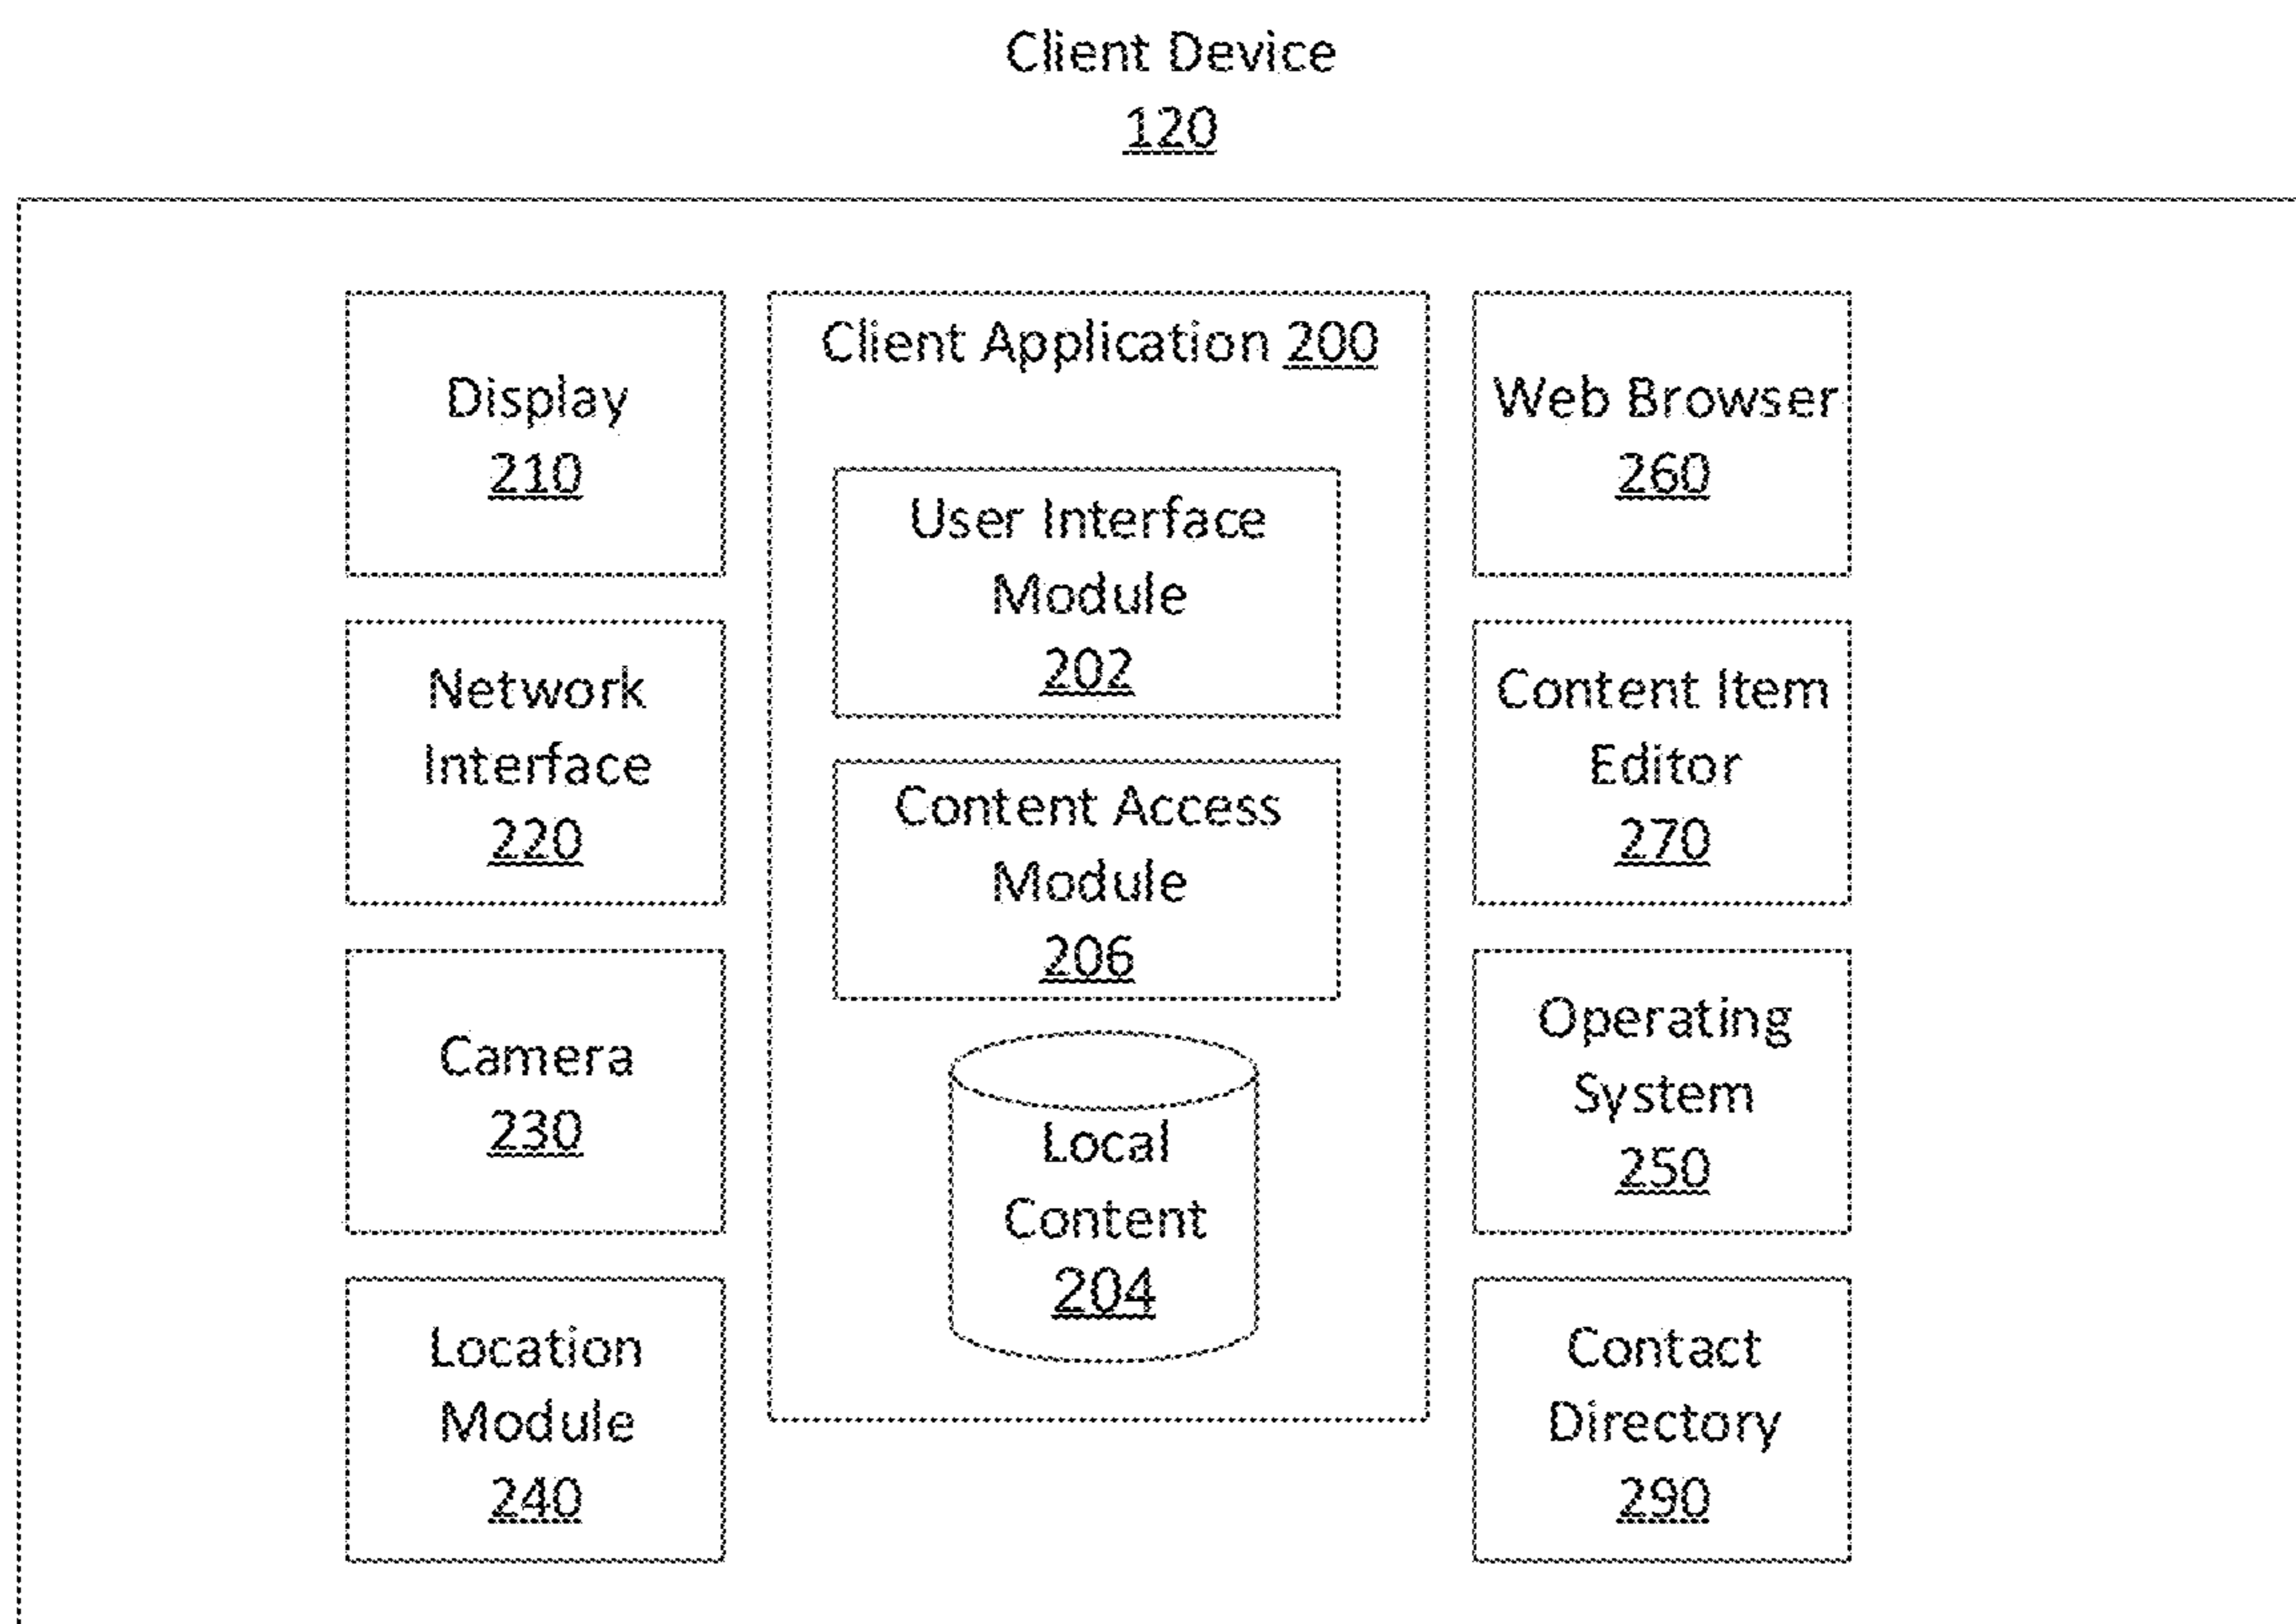 Client Device
120
Display
210
Network
Interface
220
Camera
230
Location
Module
240
Client Application 200
User Interface
Module
202
Content Access
Module
206
Local
Content
204
Web Browser
260
Content Item
Editor
270
Operating
System
250
Contact
Directory
290